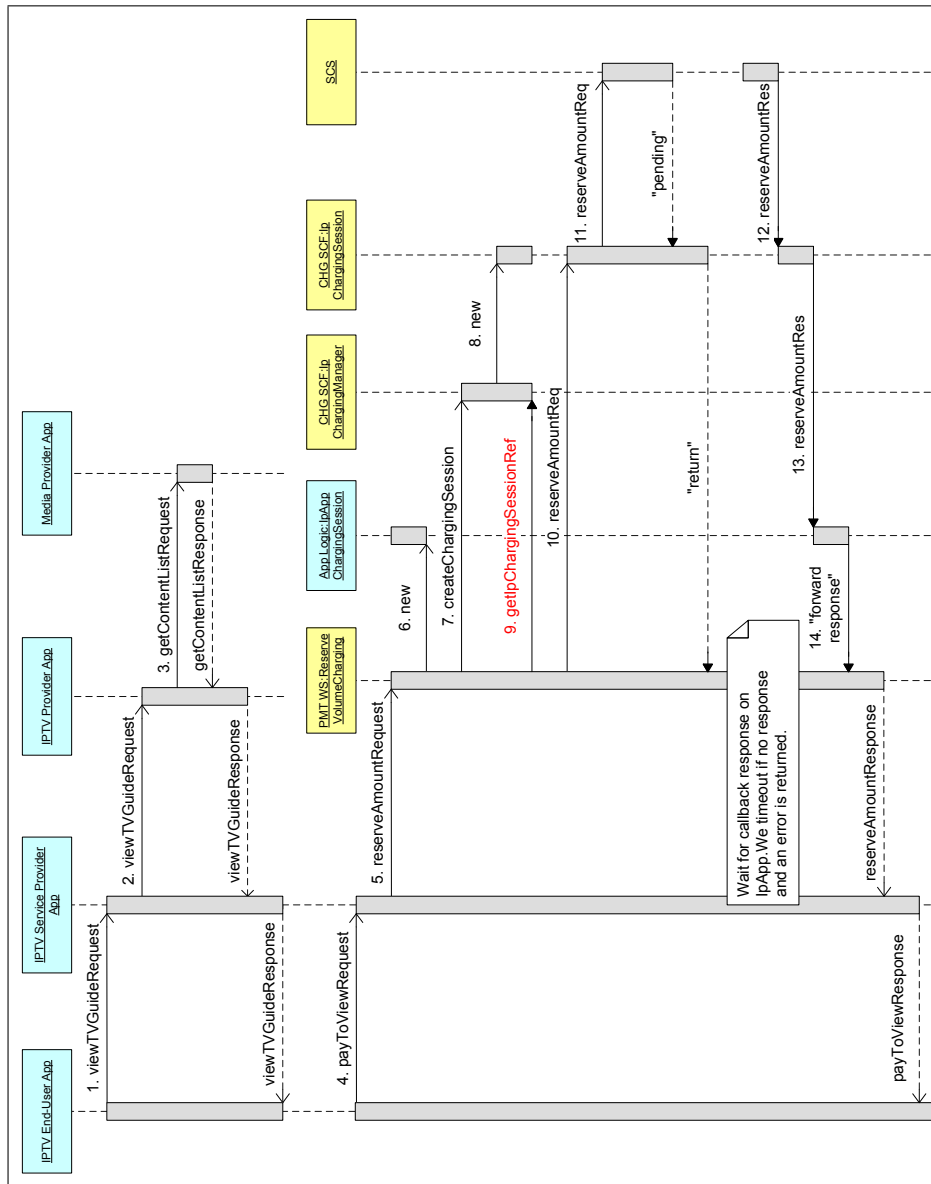 IPTV End-User App
IPTV Service Provider
App
IPTV Provider App
Media Provider App
1. viewTVGuideRequest
2. viewTVGuideRequest
3. getContentListRequest
getContentListResponse
viewTVGuideResponse
viewTVGuideResponse
PMT WS:Reserve
VolumeCharging
App Logic:IpApp
ChargingSession
CHG SCF:Ip
ChargingManager
CHG SCF:Ip
ChargingSession
SCS
4. payToViewRequest
5. reserveAmountRequest
6. new
7. createChargingSession
8. new
9. getIpChargingSessionRef
10. reserveAmountReq
11. reserveAmountReq
"pending"
"return"
Wait for callback response on
IpApp.We timeout if no response
and an error is returned.
12. reserveAmountRes
13. reserveAmountRes
14. "forward
response"
reserveAmountResponse
payToViewResponse